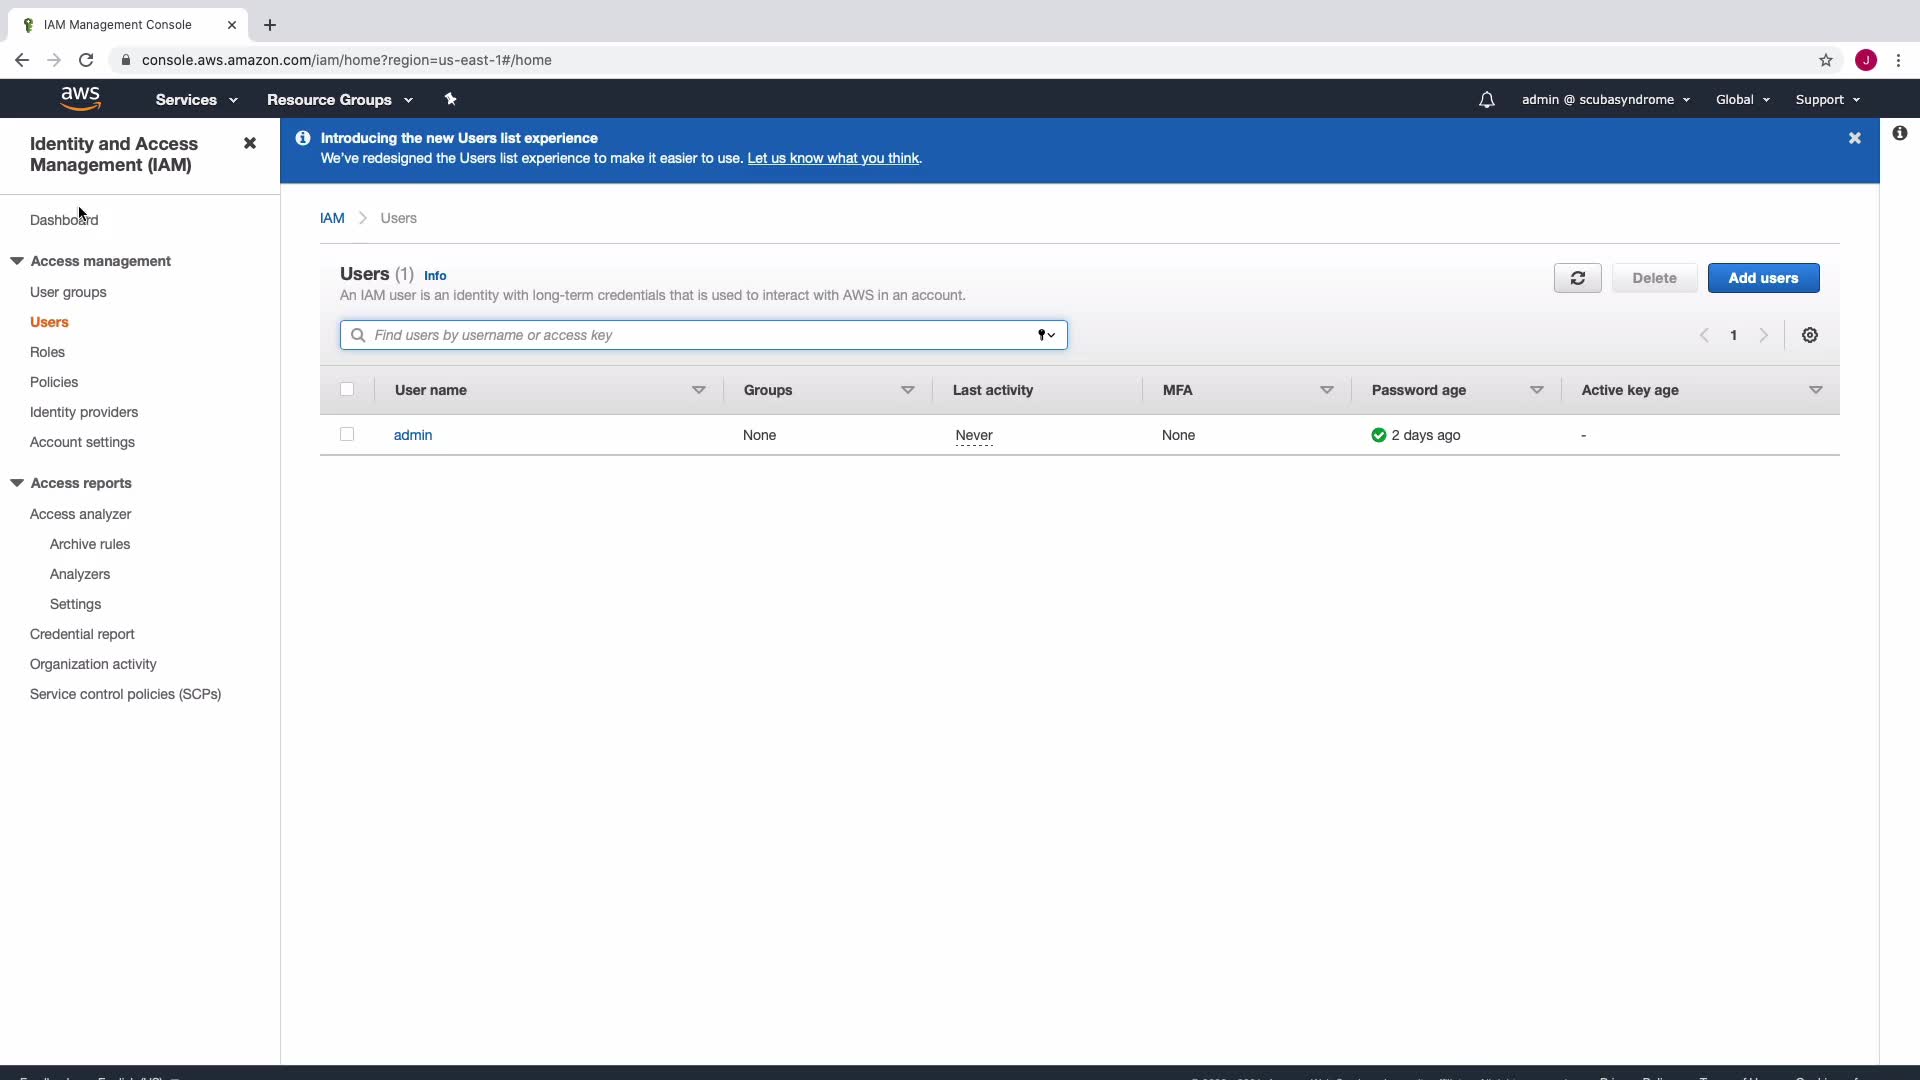 IAM Management Console
console.aws.amazon.com/iam/home?region=us-east-1#/home
J
aws
Services
Resource Groups
admin @ scubasyndrome
Global
Support
Identity and Access
Management (IAM)
Dashboard
Access management
User groups
Users
Roles
Policies
Identity providers
Account settings
Access reports
Access analyzer
Archive rules
Analyzers
Settings
Credential report
Organization activity
Service control policies (SCPs)
Introducing the new Users list experience
We've redesigned the Users list experience to make it easier to use. Let us know what you think.
IAM > Users
Users (1) Info
An IAM user is an identity with long-term credentials that is used to interact with AWS in an account.
Delete
Add users
Find users by username or access key
1
User name Groups Last activity MFA Password age Active key age
admin None Never None 2 days ago -